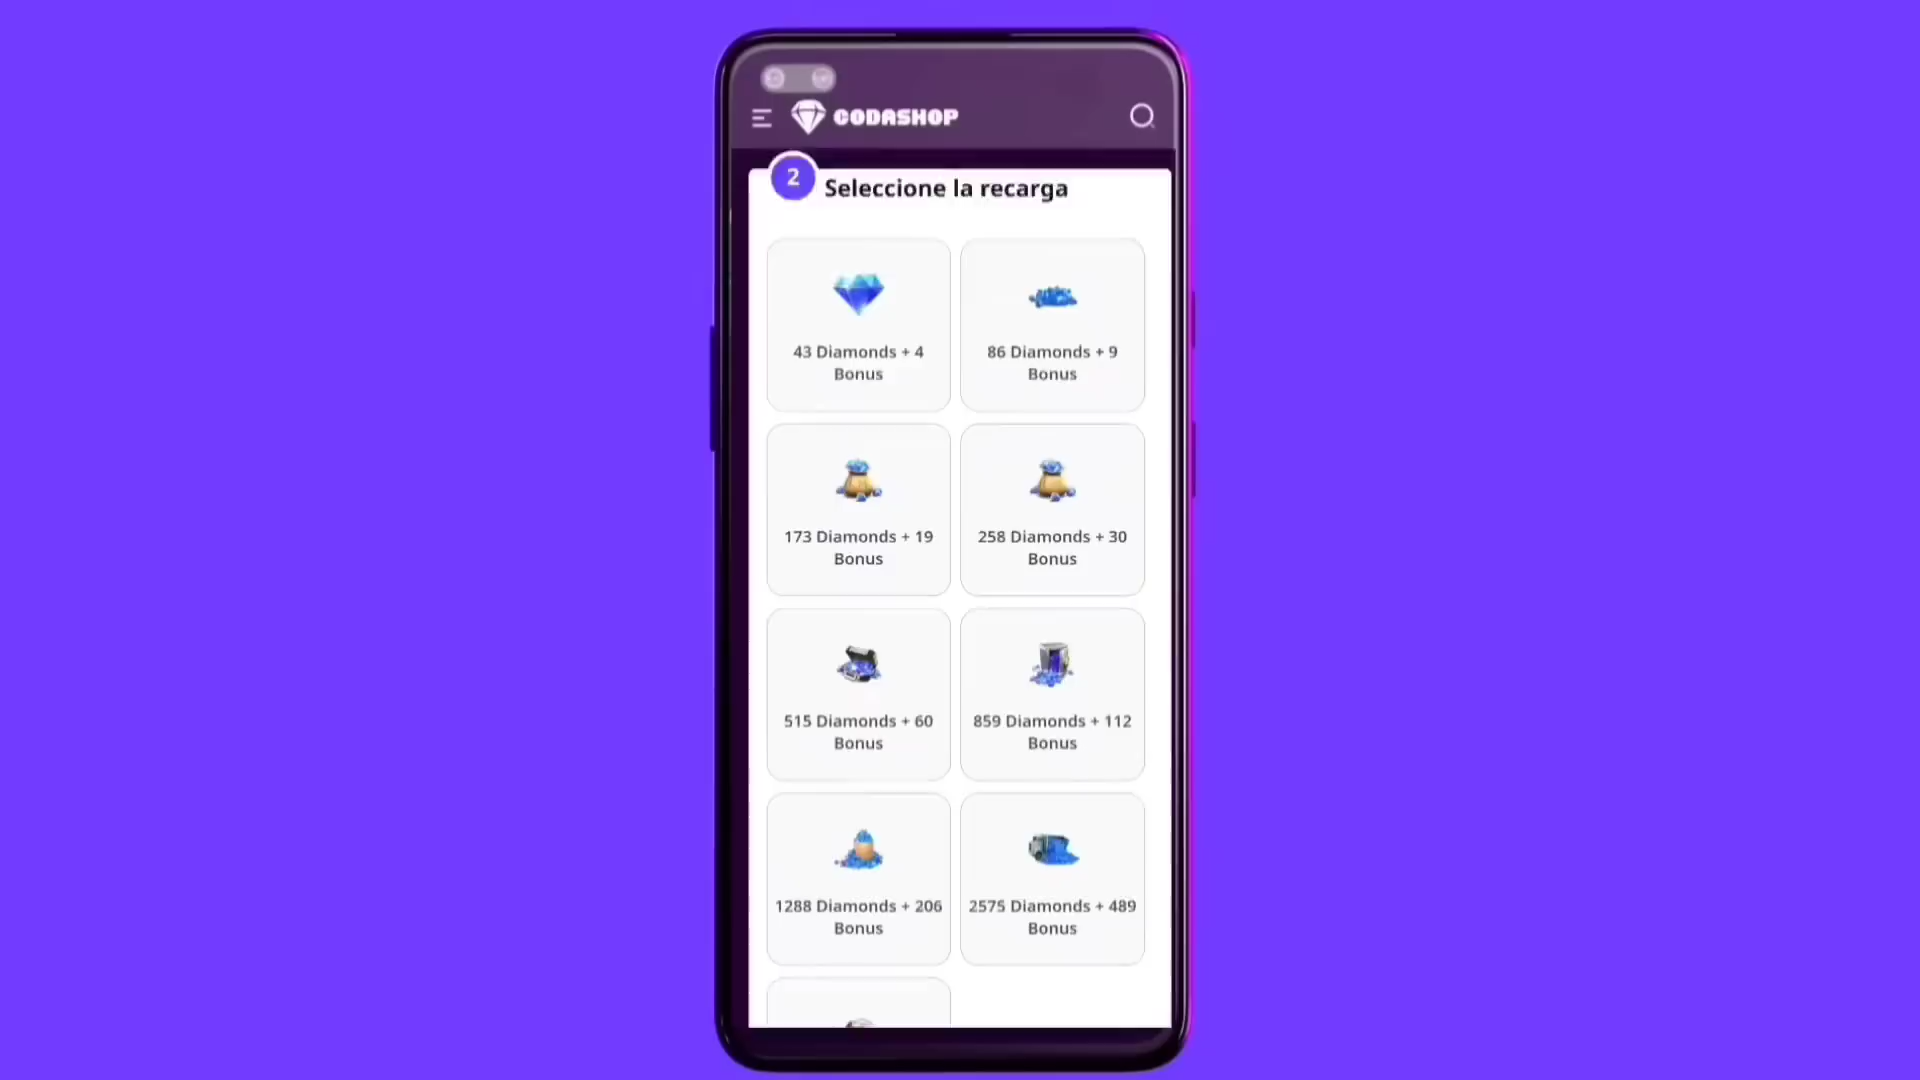 CODASHOP
2
Seleccione la recarga
43 Diamonds + 4
Bonus
86 Diamonds + 9
Bonus
173 Diamonds + 19
Bonus
258 Diamonds + 30
Bonus
515 Diamonds + 60
Bonus
859 Diamonds + 112
Bonus
1288 Diamonds + 206
Bonus
2575 Diamonds + 489
Bonus